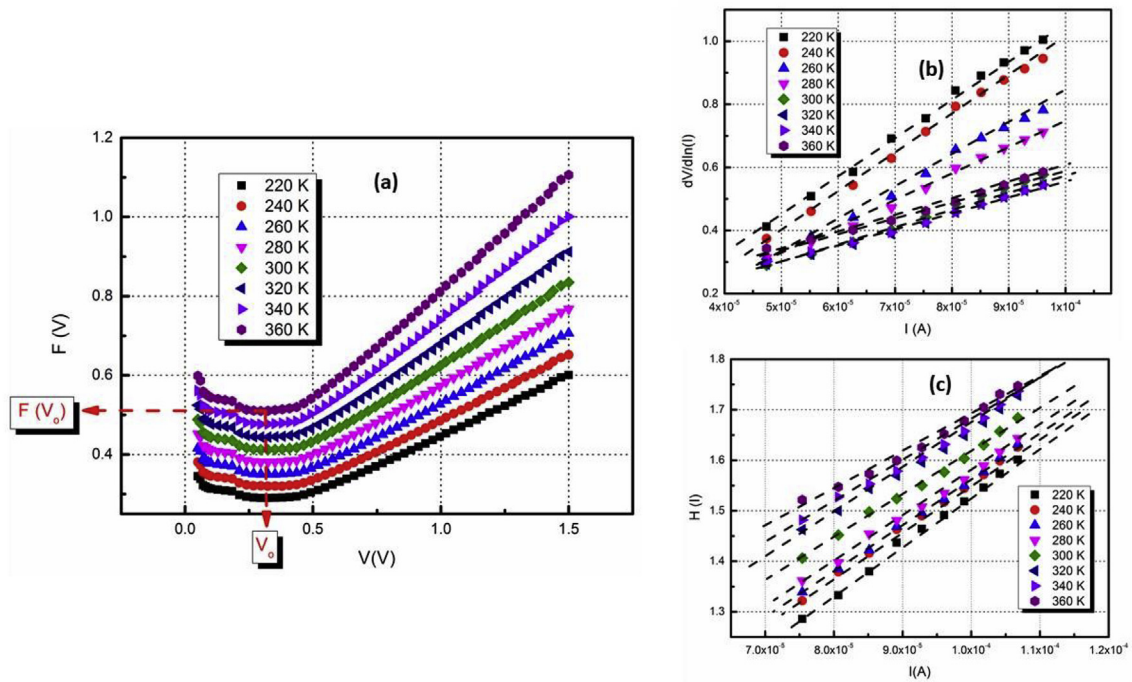 1.2
1.0
0.8
0.6
0.4
F (V)
F (Vo)
220 K
240 K
260 K
280 K
300 K
320 K
340 K
360 K
(a)
0.0
0.5
1.0
1.5
Vo
V(V)
1.0
0.8
0.6
0.4
0.2
dV/dln(I)
220 K
240 K
260 K
280 K
300 K
320 K
340 K
360 K
(b)
4x10⁻⁵
5x10⁻⁵
6x10⁻⁵
7x10⁻⁵
8x10⁻⁵
9x10⁻⁵
1x10⁻⁴
I (A)
1.8
1.7
1.6
1.5
1.4
1.3
H (I)
(c)
220 K
240 K
260 K
280 K
300 K
320 K
340 K
360 K
7.0x10⁻⁵
8.0x10⁻⁵
9.0x10⁻⁵
1.0x10⁻⁴
1.1x10⁻⁴
1.2x10⁻⁴
I(A)